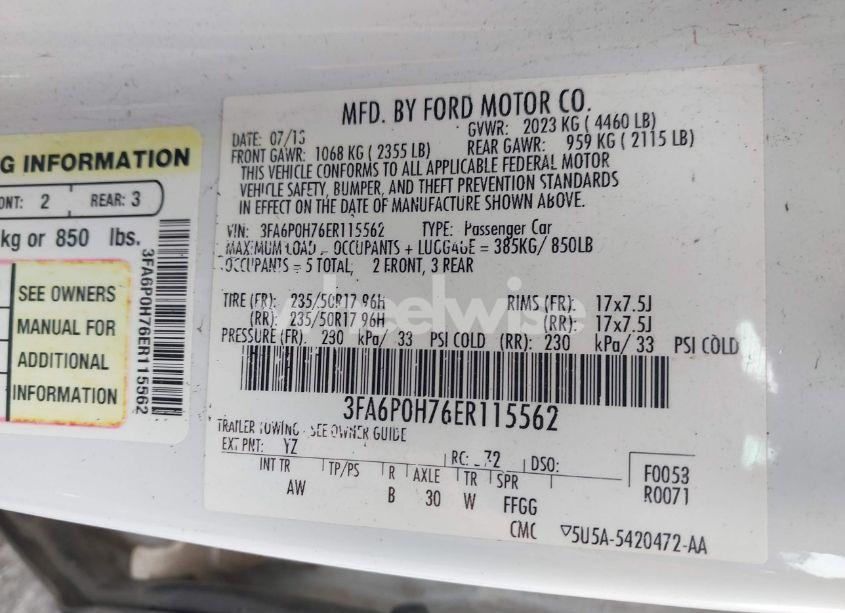 MFD. BY FORD MOTOR CO.
DATE: 07/13
GVWR: 2023 KG ( 4460 LB)
FRONT GAWR: 1068 KG ( 2355 LB)
REAR GAWR: 959 KG ( 2115 LB)
THIS VEHICLE CONFORMS TO ALL APPLICABLE FEDERAL MOTOR
VEHICLE SAFETY, BUMPER, AND THEFT PREVENTION STANDARDS
IN EFFECT ON THE DATE OF MANUFACTURE SHOWN ABOVE.
VIN: 3FA6P0H76ER115562 TYPE: Passenger Car
MAXIMUM LOAD = OCCUPANTS + LUGGAGE = 385KG/ 850LB
OCCUPANTS = 5 TOTAL, 2 FRONT, 3 REAR
TIRE (FR): 235/50R17 96H RIMS (FR): 17x7.5J
(RR): 235/50R17 96H (RR): 17x7.5J
PRESSURE (FR): 230 kPa/ 33 PSI COLD (RR): 230 kPa/ 33 PSI COLD
3FA6P0H76ER115562
TRAILER TOWING - SEE OWNER GUIDE
EXT PNT: YZ RC: 72 DSO:
F0053
R0071
INT TR TP/PS R AXLE TR SPR
AW B 30 W FFGG
CMC ▽5U5A-5420472-AA
G INFORMATION
ONT: 2 REAR: 3
kg or 850 lbs.
SEE OWNERS
MANUAL FOR
ADDITIONAL
INFORMATION
3FA6P0H76ER115562
wheelwise